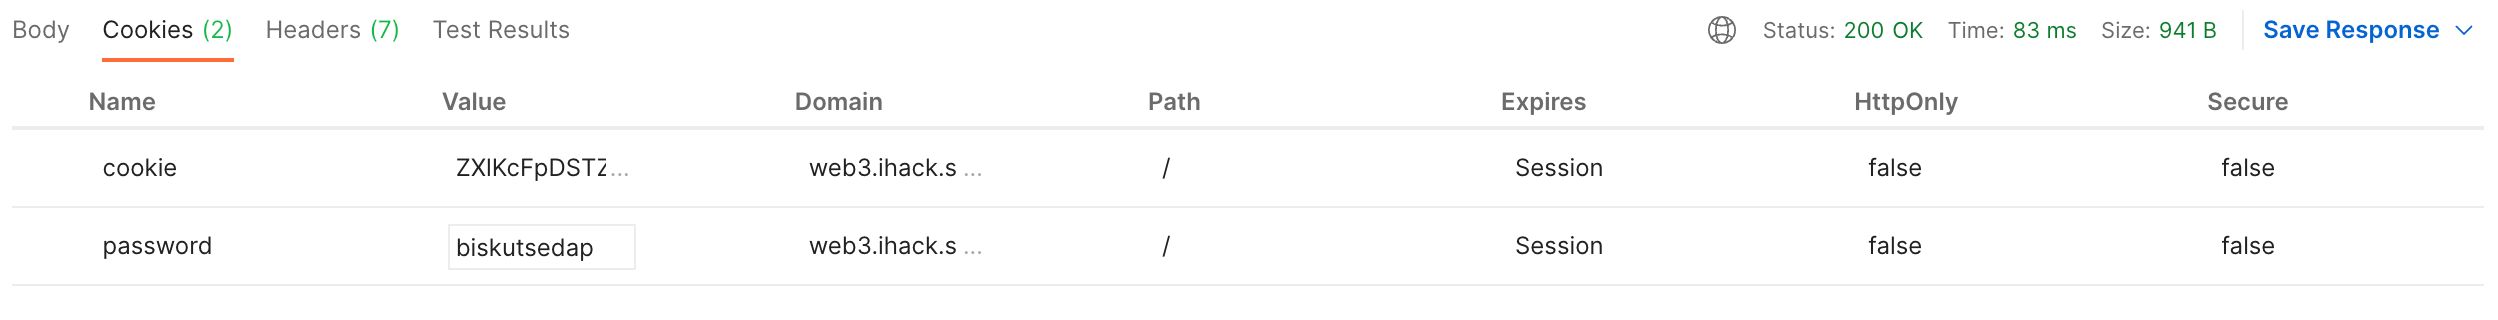 Body Cookies (2) Headers (7) Test Results Status: 200 OK Time: 83 ms Size: 941 B Save Response
Name Value Domain Path Expires HttpOnly Secure
cookie ZXlKcFpDSTZ... web3.ihack.s ... / Session false false
password biskutsedap web3.ihack.s ... / Session false false